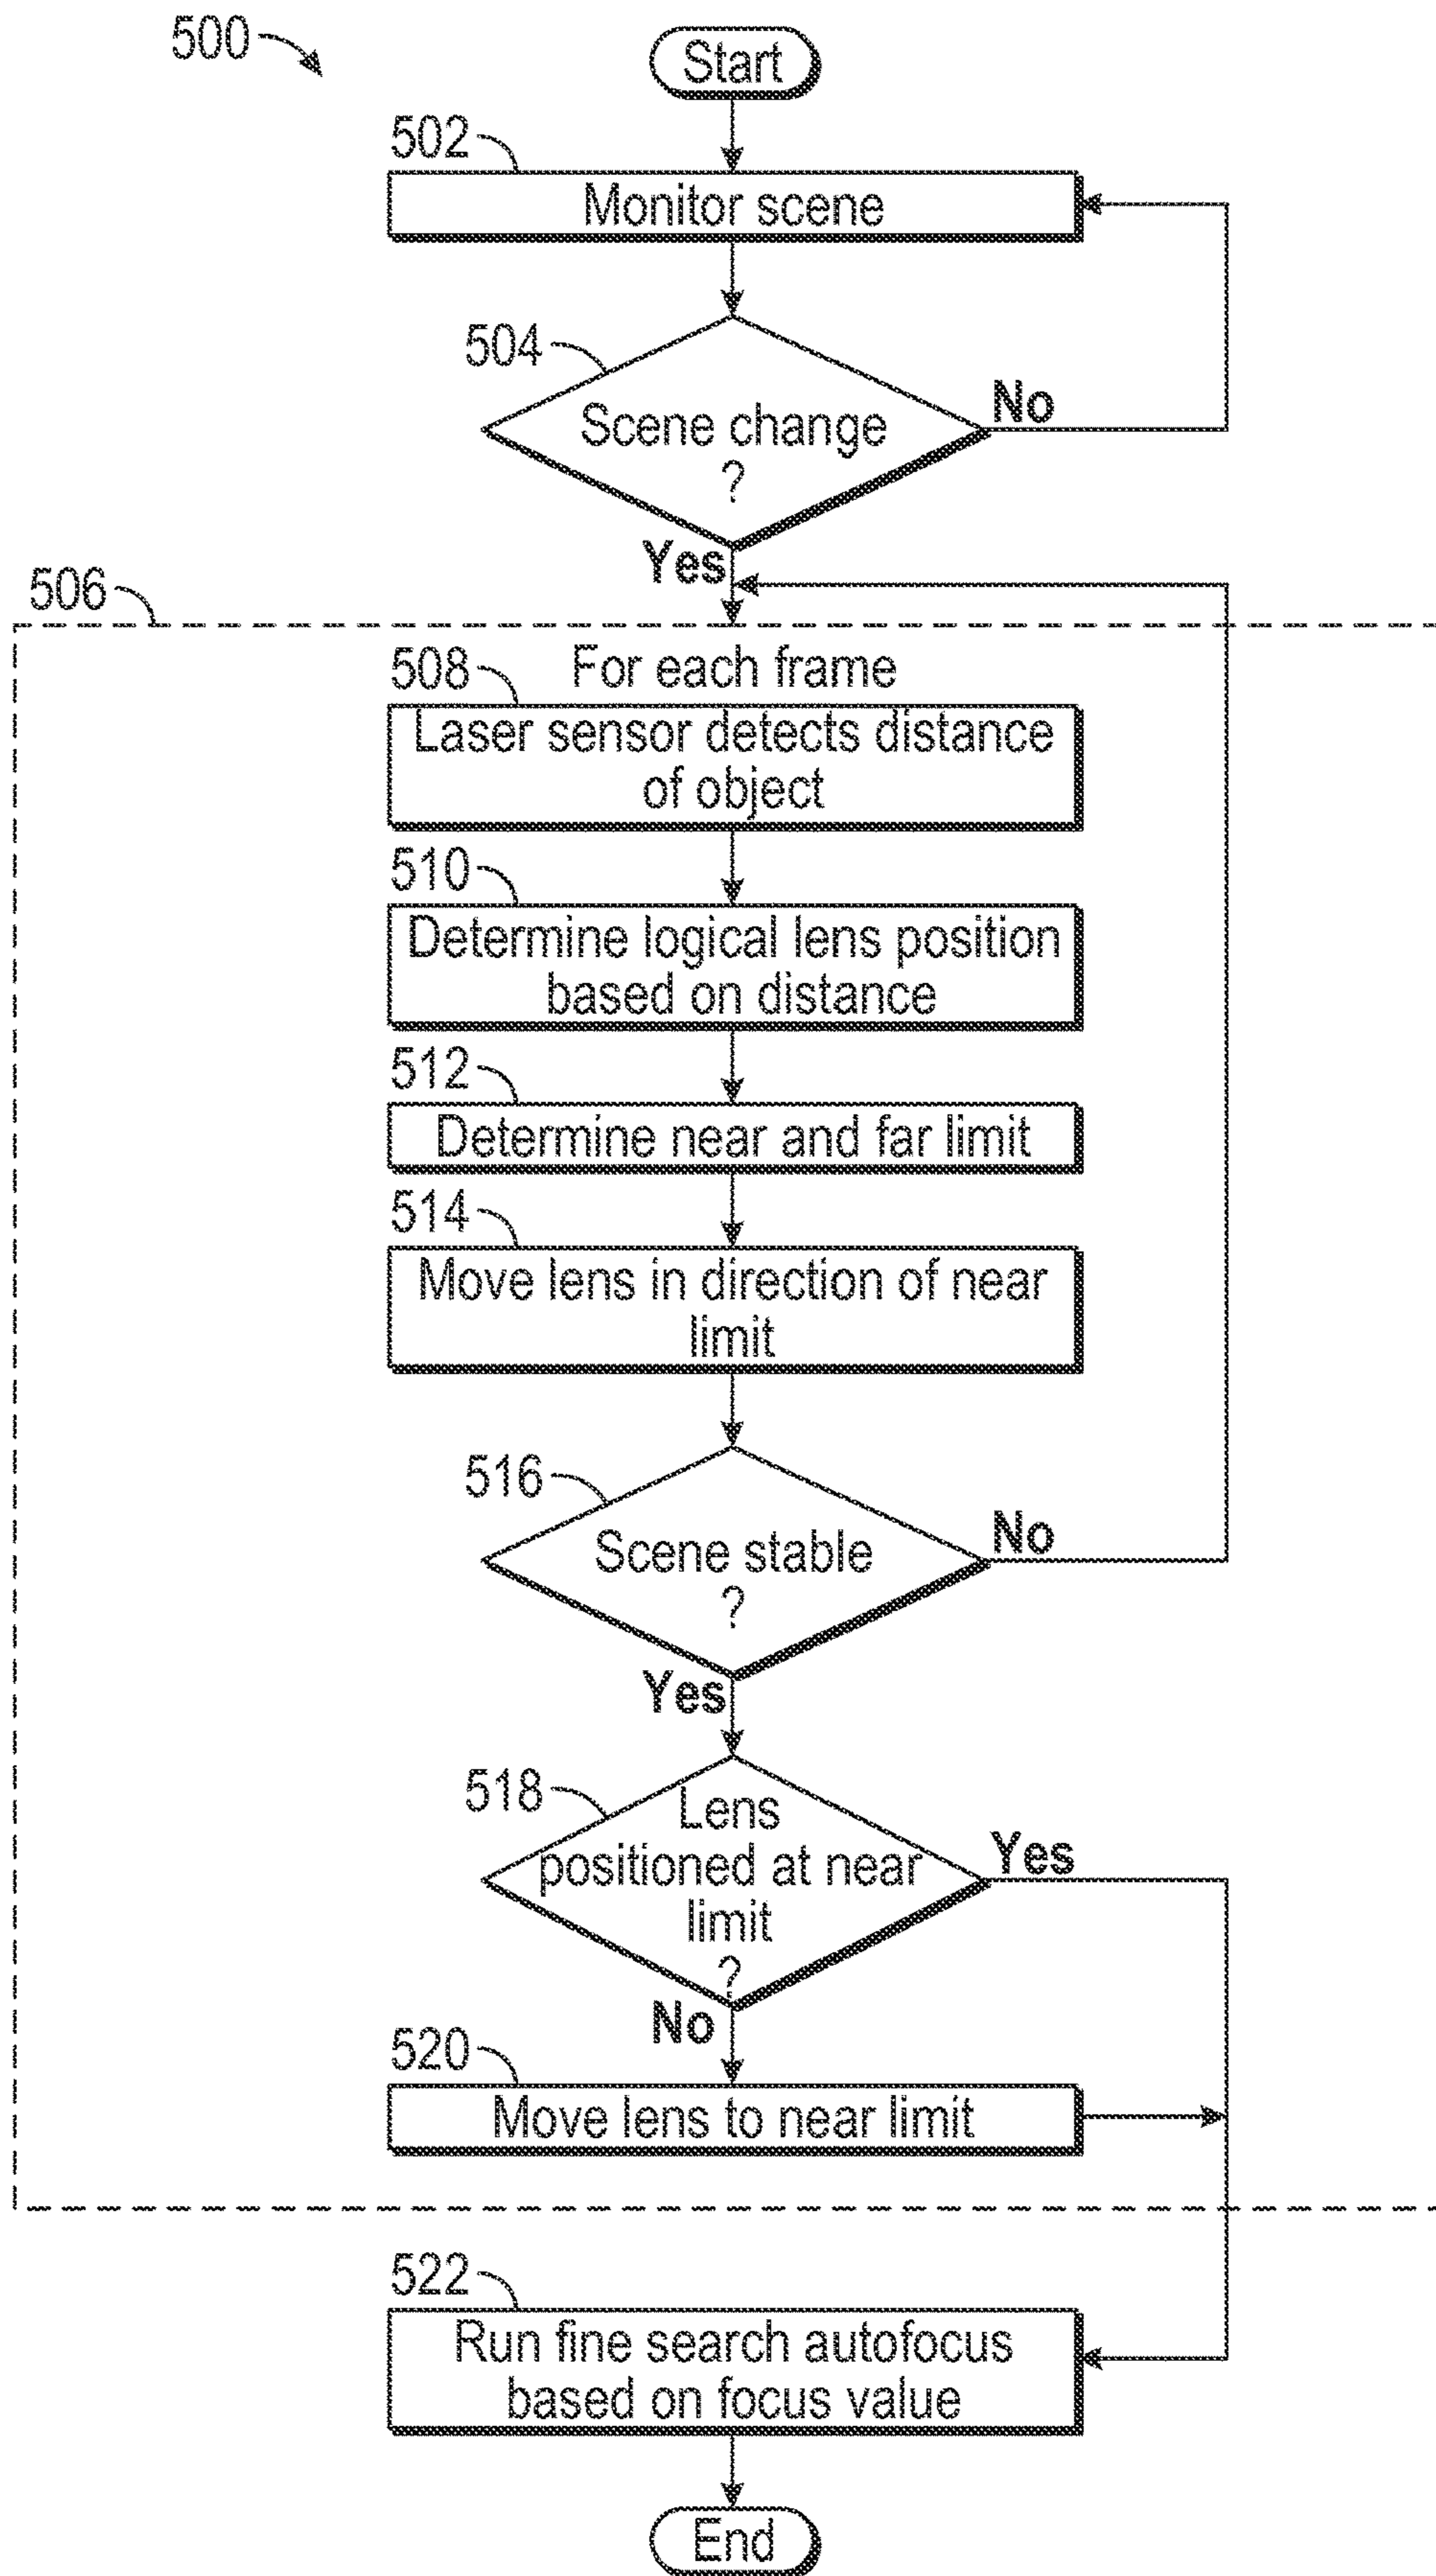 500
Start
502
Monitor scene
504
Scene change
?
No
Yes
506
For each frame
508
Laser sensor detects distance
of object
510
Determine logical lens position
based on distance
512
Determine near and far limit
514
Move lens in direction of near
limit
516
Scene stable
?
No
Yes
518
Lens
positioned at near
limit
?
Yes
No
520
Move lens to near limit
522
Run fine search autofocus
based on focus value
End